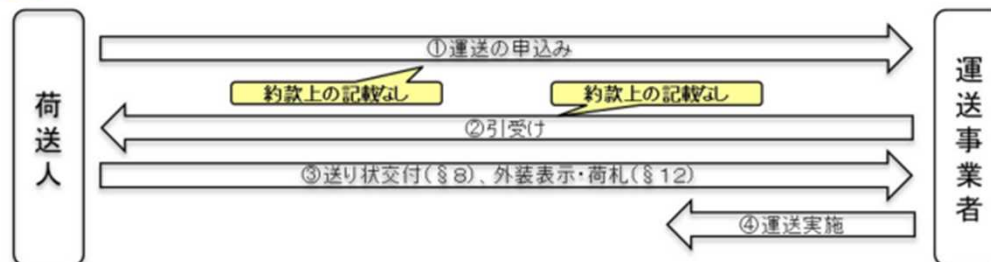 荷送人
①運送の申込み
約款上の記載なし
約款上の記載なし
②引受け
③送り状交付(§8)、外装表示・荷札(§12)
④運送実施
運送事業者